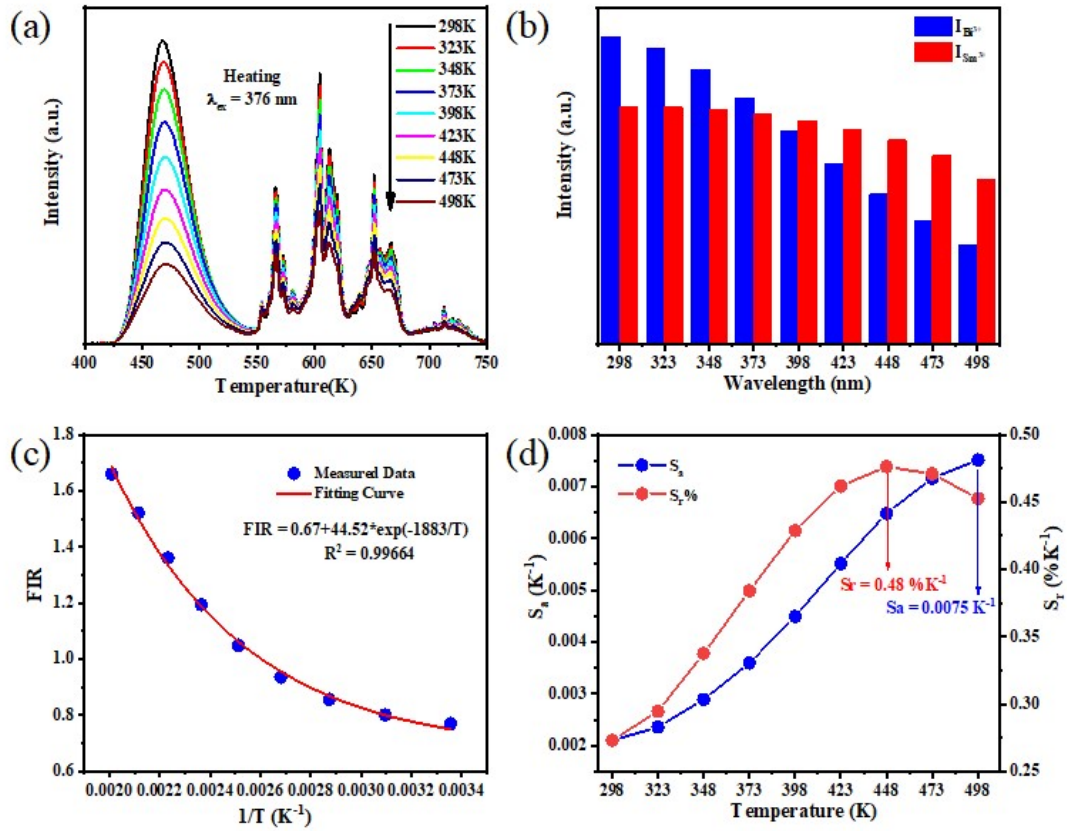 (a)
298K
323K
348K
373K
398K
423K
448K
473K
498K
Heating
λex = 376 nm
Intensity (a.u.)
400 450 500 550 600 650 700 750
Temperature(K)
(b)
I Bi³⁺
I Sm³⁺
Intensity (a.u.)
298 323 348 373 398 423 448 473 498
Wavelength (nm)
(c)
Measured Data
Fitting Curve
FIR = 0.67+44.52*exp(-1883/T)
R² = 0.99664
FIR
1.8
1.6
1.4
1.2
1.0
0.8
0.6
0.0020 0.0022 0.0024 0.0026 0.0028 0.0030 0.0032 0.0034
1/T (K⁻¹)
(d)
Sa
Sr%
Sr = 0.48 %K⁻¹
Sa = 0.0075 K⁻¹
Sa (K⁻¹)
0.008
0.007
0.006
0.005
0.004
0.003
0.002
Sr (%K⁻¹)
0.50
0.45
0.40
0.35
0.30
0.25
298 323 348 373 398 423 448 473 498
Temperature (K)